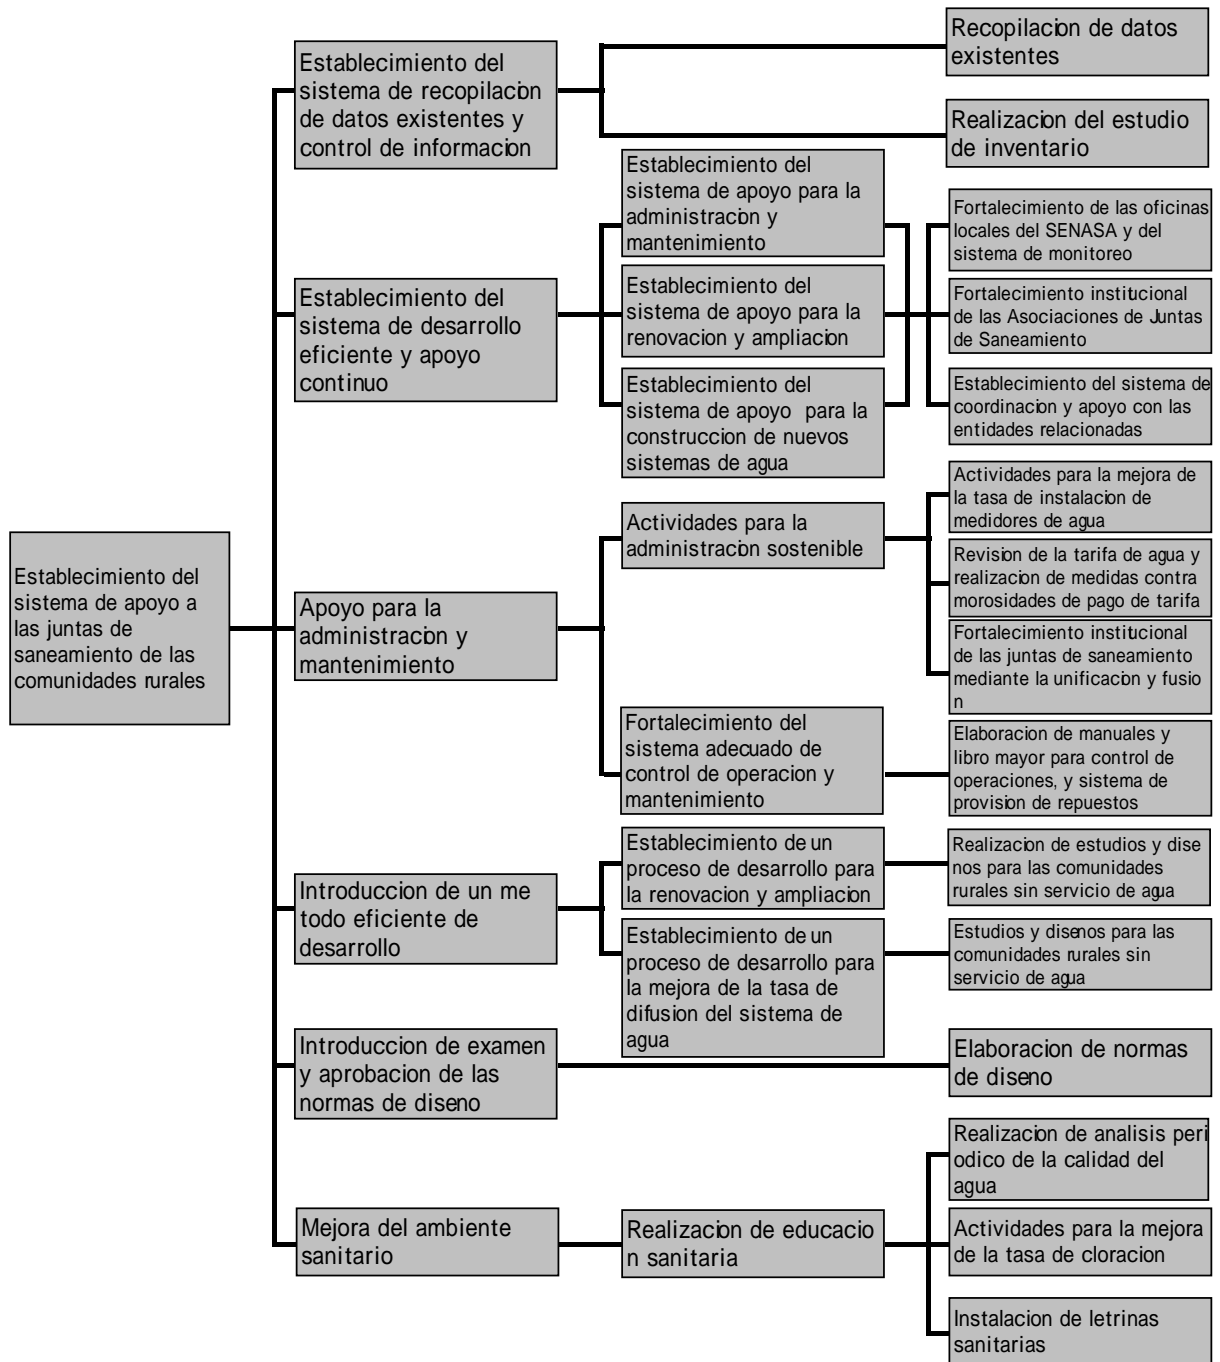 Establecimiento del
sistema de apoyo a
las juntas de
saneamiento de las
comunidades rurales
Establecimiento del
sistema de recopilacion
de datos existentes y
control de informacion
Recopilacion de datos
existentes
Realizacion del estudio
de inventario
Establecimiento del
sistema de desarrollo
eficiente y apoyo
continuo
Establecimiento del
sistema de apoyo para la
administracion y
mantenimiento
Establecimiento del
sistema de apoyo para la
renovacion y ampliacion
Establecimiento del
sistema de apoyo para la
construccion de nuevos
sistemas de agua
Fortalecimiento de las oficinas
locales del SENASA y del
sistema de monitoreo
Fortalecimiento institucional
de las Asociaciones de Juntas
de Saneamiento
Establecimiento del sistema de
coordinacion y apoyo con las
entidades relacionadas
Apoyo para la
administracion y
mantenimiento
Actividades para la
administracion sostenible
Actividades para la mejora de
la tasa de instalacion de
medidores de agua
Revision de la tarifa de agua y
realizacion de medidas contra
morosidades de pago de tarifa
Fortalecimiento institucional
de las juntas de saneamiento
mediante la unificacion y fusio
n
Fortalecimiento del
sistema adecuado de
control de operacion y
mantenimiento
Elaboracion de manuales y
libro mayor para control de
operaciones, y sistema de
provision de repuestos
Introduccion de un me
todo eficiente de
desarrollo
Establecimiento de un
proceso de desarrollo para
la renovacion y ampliacion
Realizacion de estudios y dise
nos para las comunidades
rurales sin servicio de agua
Establecimiento de un
proceso de desarrollo para
la mejora de la tasa de
difusion del sistema de
agua
Estudios y disenos para las
comunidades rurales sin
servicio de agua
Introduccion de examen
y aprobacion de las
normas de diseno
Elaboracion de normas
de diseno
Mejora del ambiente
sanitario
Realizacion de educacio
n sanitaria
Realizacion de analisis peri
odico de la calidad del
agua
Actividades para la mejora
de la tasa de cloracion
Instalacion de letrinas
sanitarias